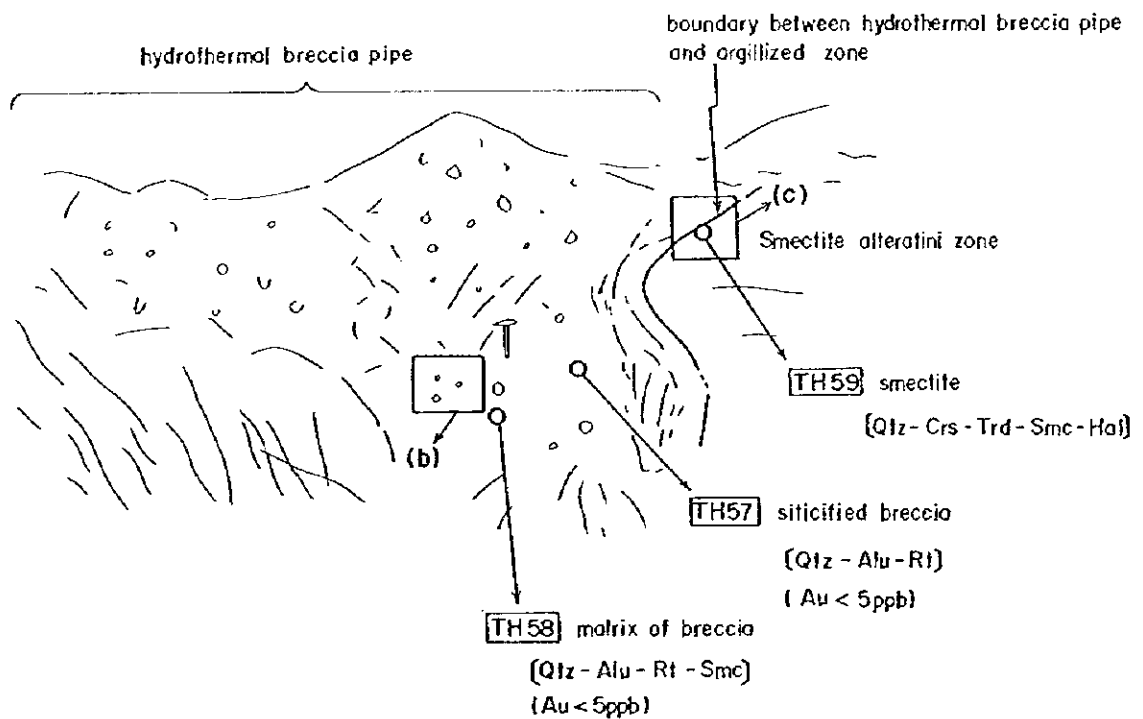 boundary between hydrothermal breccia pipe
and argillized zone
hydrothermal breccia pipe
(c)
Smectite alteratini zone
TH59 smectite
[Qtz - Crs - Trd - Smc - Hal]
(b)
TH57 siticified breccia
[Qtz - Alu - Rt]
(Au < 5ppb)
TH58 matrix of breccia
[Qtz - Alu - Rt - Smc]
(Au < 5ppb)